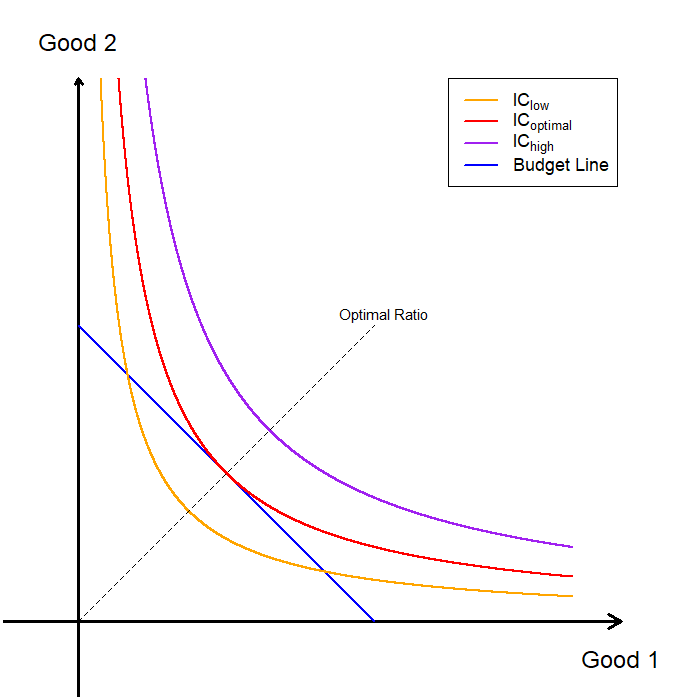 Good 2
IClow
ICoptimal
IChigh
Budget Line
Optimal Ratio
Good 1